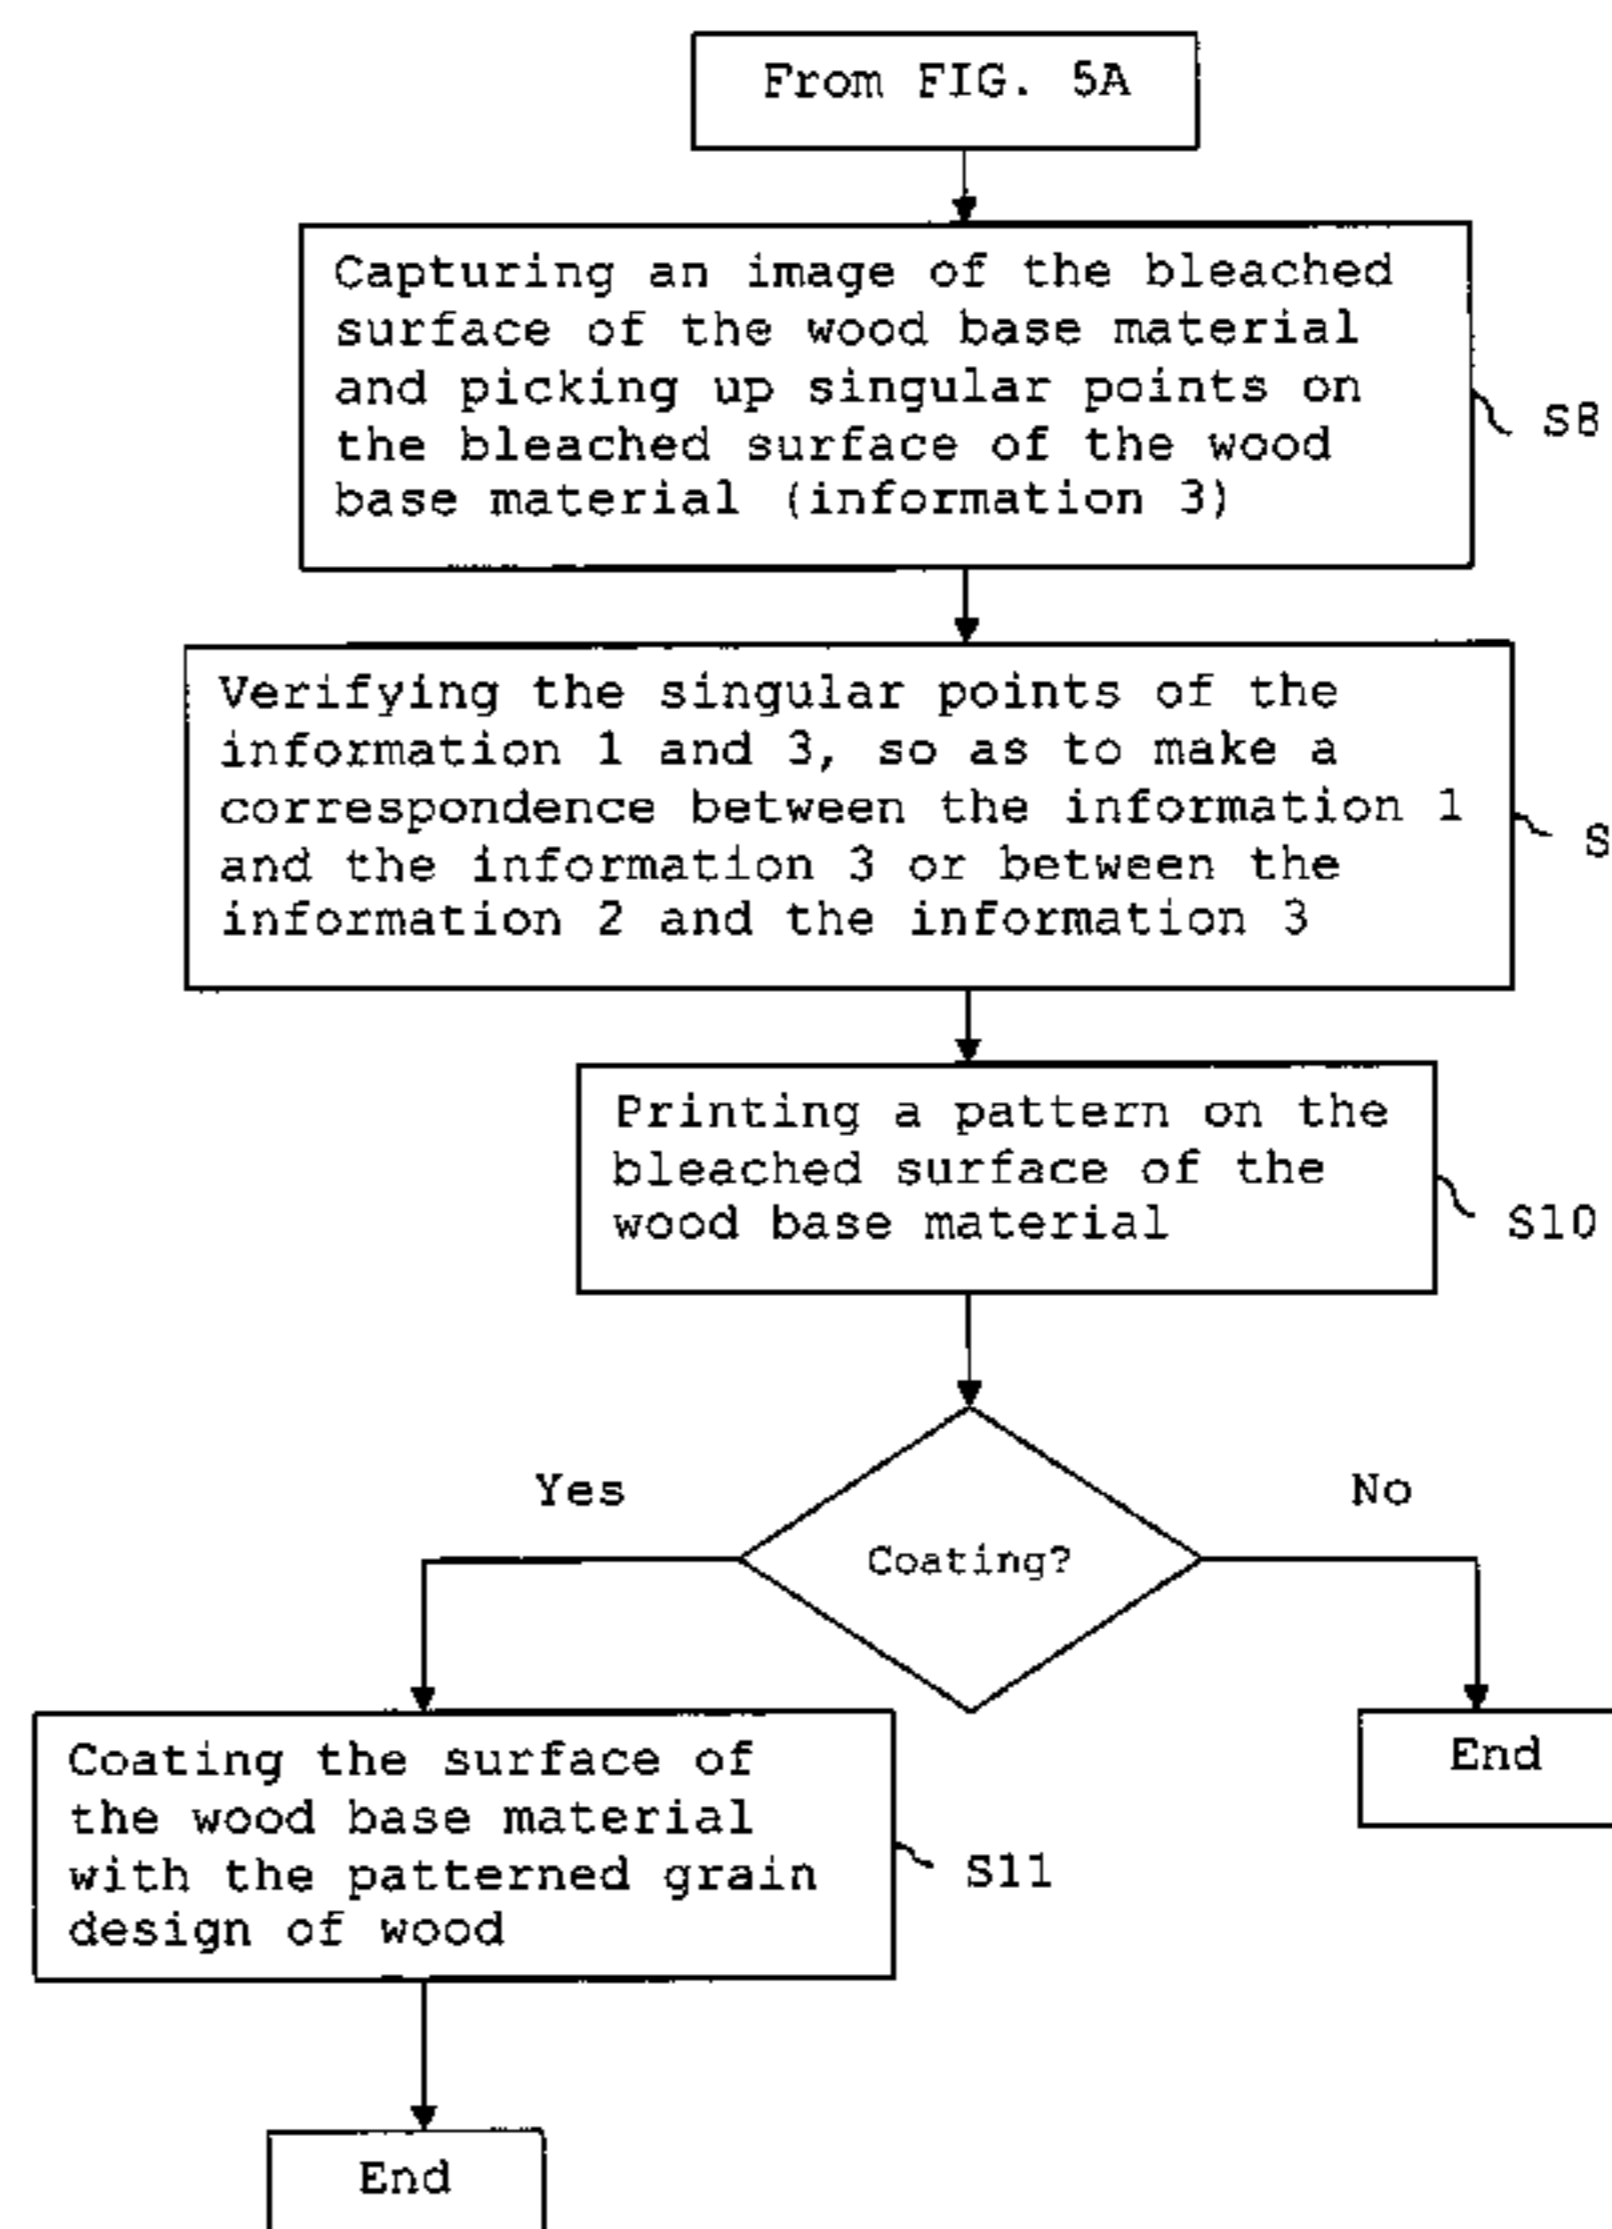 From FIG. 5A
Capturing an image of the bleached
surface of the wood base material
and picking up singular points on
the bleached surface of the wood
base material (information 3)
S8
Verifying the singular points of the
information 1 and 3, so as to make a
correspondence between the information 1
and the information 3 or between the
information 2 and the information 3
S
Printing a pattern on the
bleached surface of the
wood base material
S10
Yes
No
Coating?
Coating the surface of
the wood base material
with the patterned grain
design of wood
S11
End
End